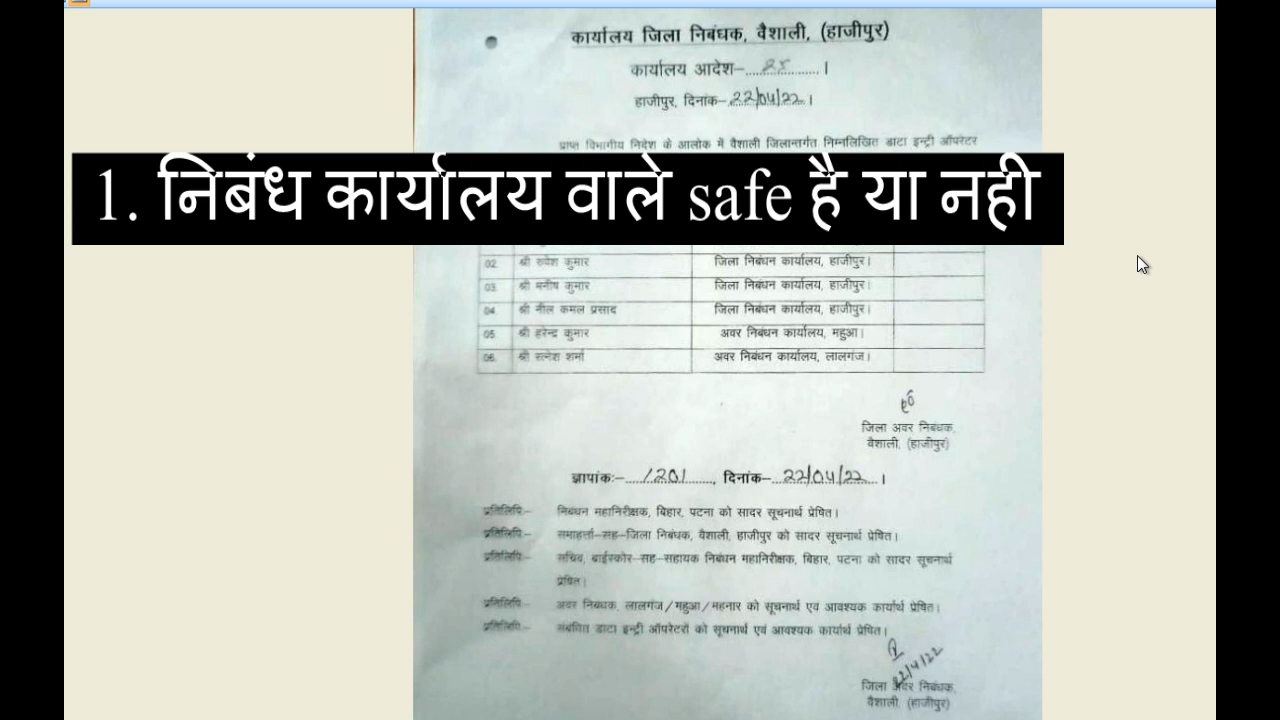 कार्यालय जिला निबंधक, वैशाली, (हाजीपुर)
कार्यालय आदेश–.............।
हाजीपुर, दिनांक– 22/04/22।
प्राप्त विभागीय निदेश के आलोक में वैशाली जिलान्तर्गत निम्नलिखित डाटा इन्ट्री ऑपरेटर
1. निबंध कार्यालय वाले safe है या नही
02. श्री रुपेश कुमार जिला निबंधन कार्यालय, हाजीपुर।
03. श्री मनीष कुमार जिला निबंधन कार्यालय, हाजीपुर।
04. श्री नील कमल प्रसाद जिला निबंधन कार्यालय, हाजीपुर।
05. श्री हरेन्द्र कुमार अवर निबंधन कार्यालय, महुआ।
06. श्री रत्नेश शर्मा अवर निबंधन कार्यालय, लालगंज।
जिला अवर निबंधक,
वैशाली, (हाजीपुर)
ज्ञापांक:–....../201......, दिनांक–...22/04/22...।
प्रतिलिपि:– निबंधन महानिरीक्षक, बिहार, पटना को सादर सूचनार्थ प्रेषित।
प्रतिलिपि:– समाहर्त्ता–सह–जिला निबंधक, वैशाली, हाजीपुर को सादर सूचनार्थ प्रेषित।
प्रतिलिपि:– सचिव, बाईस्कोर–सह–सहायक निबंधन महानिरीक्षक, बिहार, पटना को सादर सूचनार्थ
प्रेषित।
प्रतिलिपि:– अवर निबंधक, लालगंज/महुआ/महनार को सूचनार्थ एवं आवश्यक कार्यार्थ प्रेषित।
प्रतिलिपि:– संबंधित डाटा इन्ट्री ऑपरेटरों को सूचनार्थ एवं आवश्यक कार्यार्थ प्रेषित।
22/4/22
जिला अवर निबंधक,
वैशाली, (हाजीपुर)